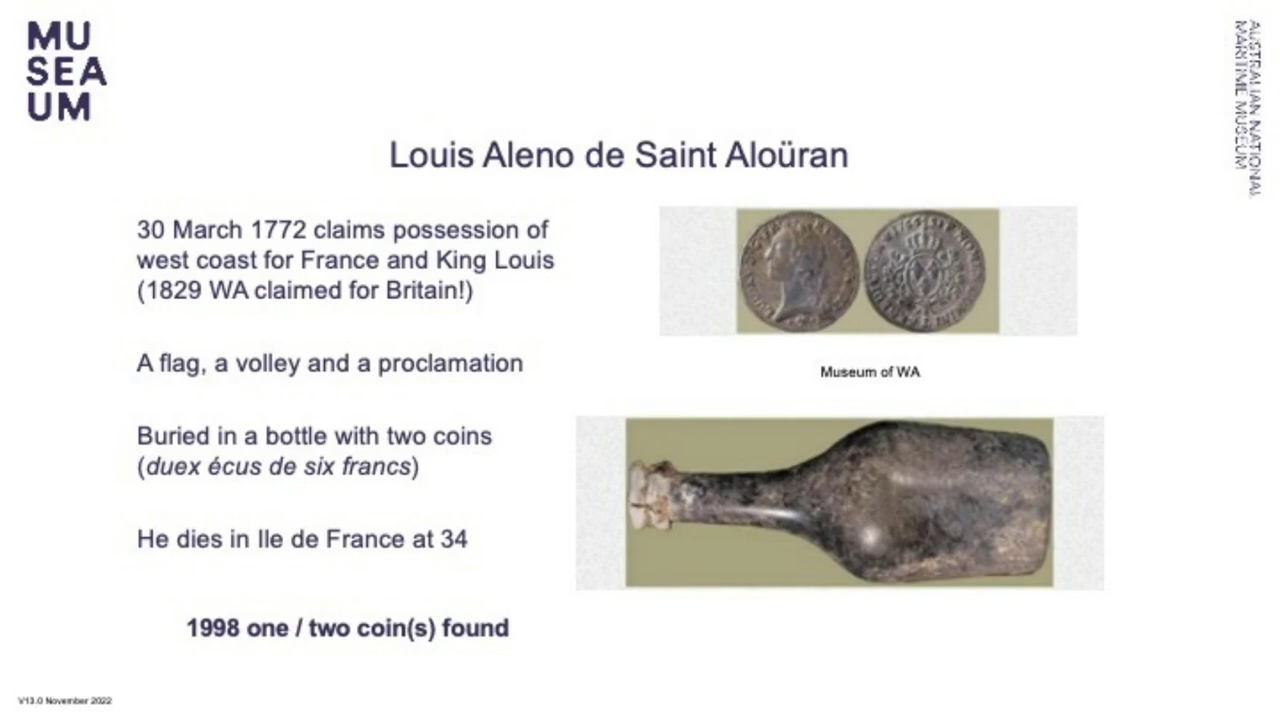 MU
SEA
UM
AUSTRALIAN NATIONAL
MARITIME MUSEUM
Louis Aleno de Saint Aloüran
30 March 1772 claims possession of
west coast for France and King Louis
(1829 WA claimed for Britain!)
A flag, a volley and a proclamation
Buried in a bottle with two coins
(duex écus de six francs)
He dies in Ile de France at 34
1998 one / two coin(s) found
Museum of WA
V13.0 November 2022